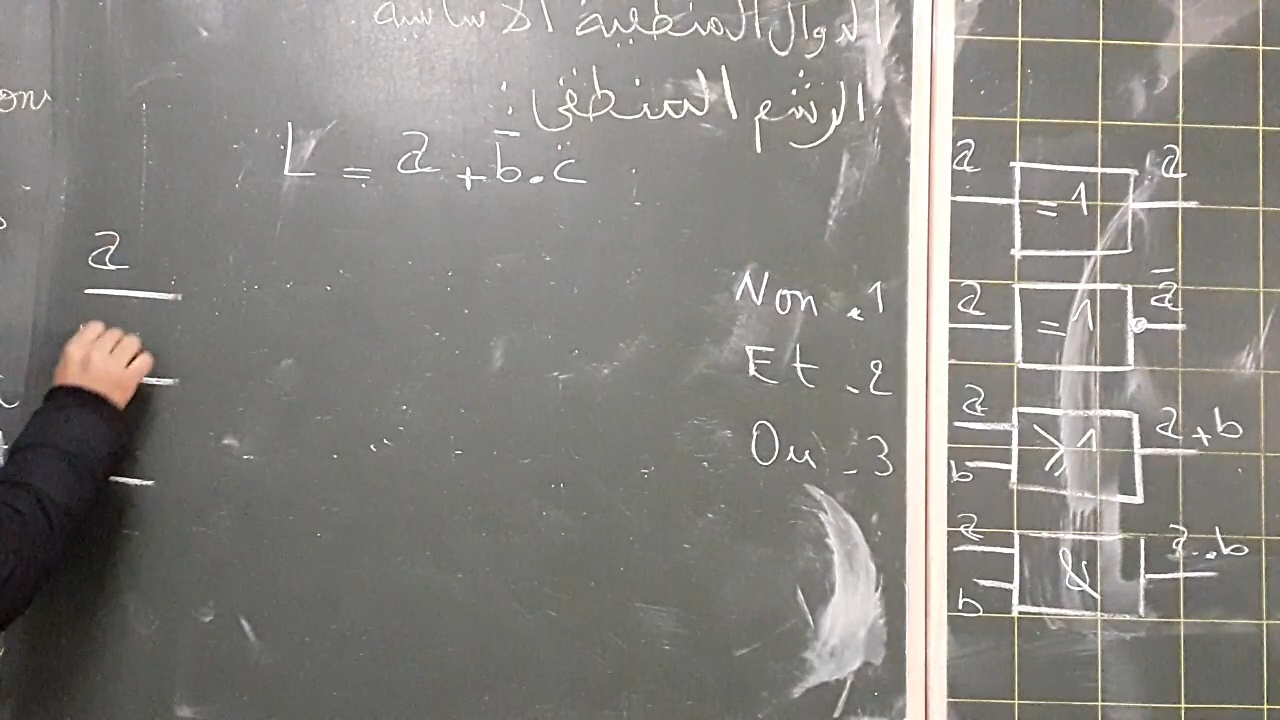 الدوال المنطقية الأساسية
الرسم المنطقي :
L = a + b̅.c
a
Non .1
Et .2
Ou .3
a =1 a
a =1 a̅
a b ⩾1 a+b
a b & a.b